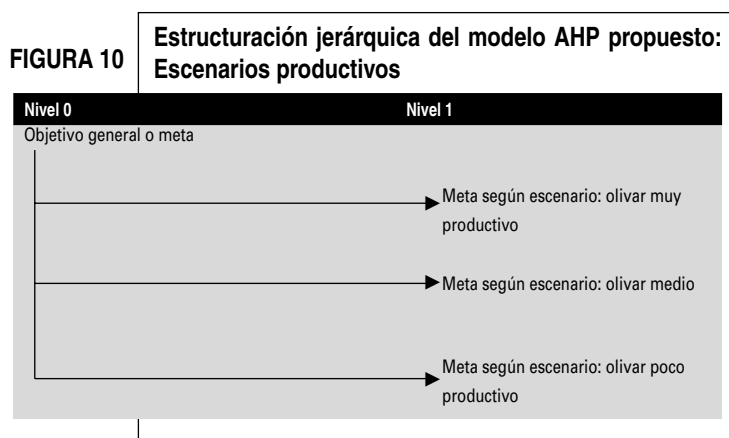 FIGURA 10
Estructuración jerárquica del modelo AHP propuesto:
Escenarios productivos
Nivel 0 Nivel 1
Objetivo general o meta
Meta según escenario: olivar muy
productivo
Meta según escenario: olivar medio
Meta según escenario: olivar poco
productivo